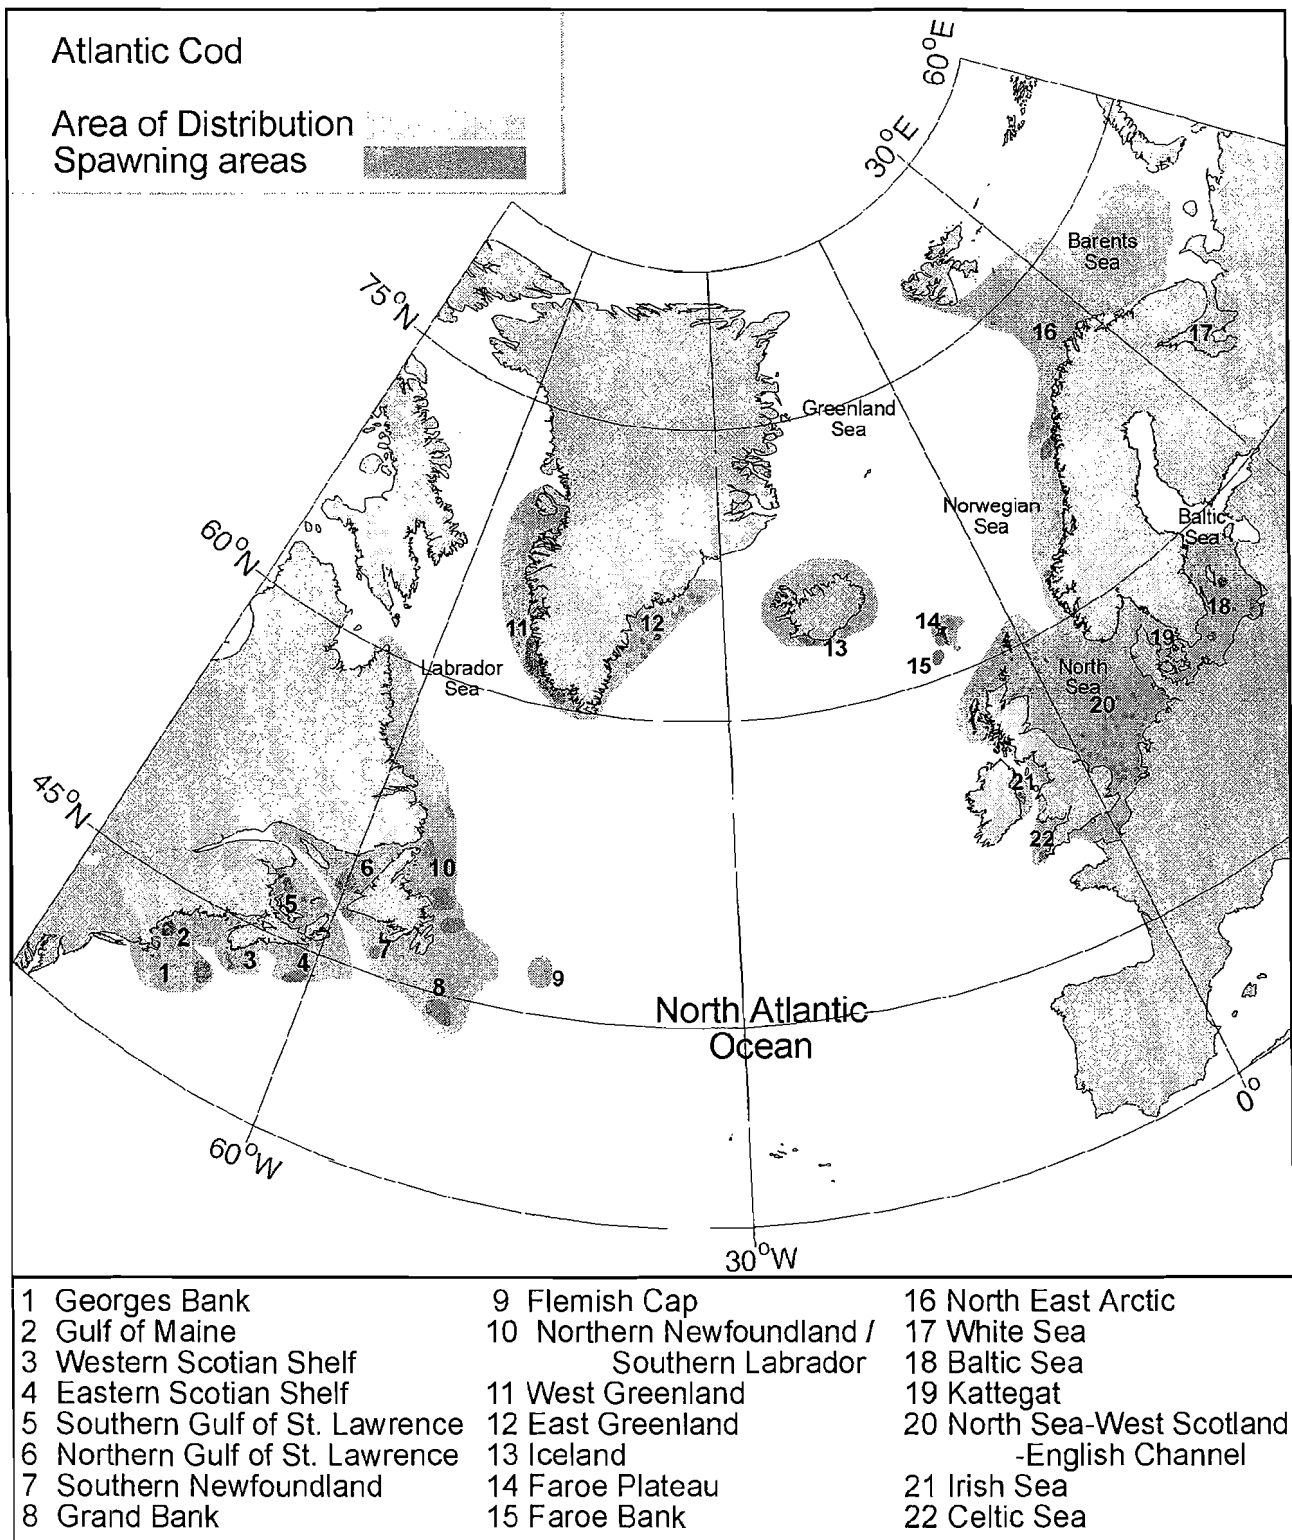 Atlantic Cod
Area of Distribution
Spawning areas
60°E
30°E
75°N
60°N
45°N
60°W
30°W
0°
Barents
Sea
16
17
Greenland
Sea
Norwegian
Sea
Baltic
Sea
11
12
13
14
15
18
19
Labrador
Sea
North
Sea
20
21
22
6
10
5
2
1
3
4
7
8
9
North Atlantic
Ocean
1 Georges Bank
2 Gulf of Maine
3 Western Scotian Shelf
4 Eastern Scotian Shelf
5 Southern Gulf of St. Lawrence
6 Northern Gulf of St. Lawrence
7 Southern Newfoundland
8 Grand Bank
9 Flemish Cap
10 Northern Newfoundland /
Southern Labrador
11 West Greenland
12 East Greenland
13 Iceland
14 Faroe Plateau
15 Faroe Bank
16 North East Arctic
17 White Sea
18 Baltic Sea
19 Kattegat
20 North Sea-West Scotland
-English Channel
21 Irish Sea
22 Celtic Sea